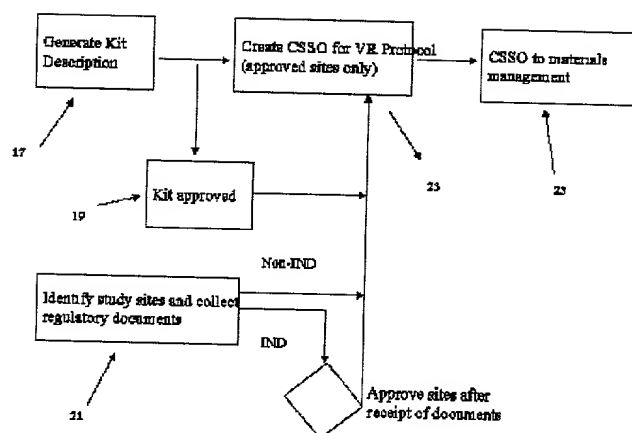 Generate Kit
Description
Create CSSO for VR Protocol
(approved sites only)
CSSO to materials
management
17
19
Kit approved
23
23
Non-IND
Identify study sites and collect
regulatory documents
IND
21
Approve sites after
receipt of documents